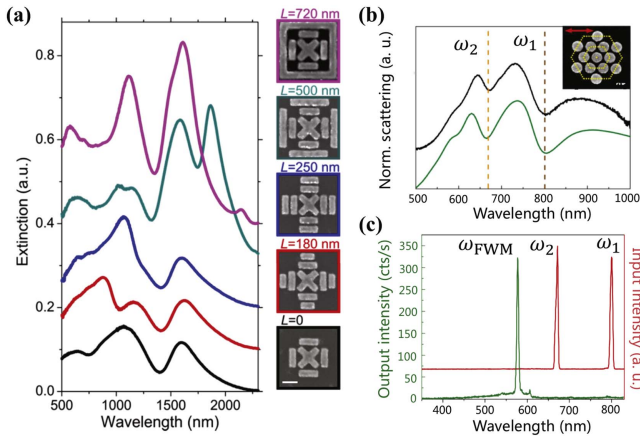 (a)
L=720 nm
L=500 nm
L=250 nm
L=180 nm
L=0
Extinction (a.u.)
0.8
0.6
0.4
0.2
0.0
500
1000
1500
2000
Wavelength (nm)
(b)
ω2
ω1
Norm. scattering (a. u.)
500
600
700
800
900
1000
Wavelength (nm)
(c)
ωFWM
ω2
ω1
Output intensity (cts/s)
350
300
250
200
150
100
50
0
Input intensity (a. u.)
400
500
600
700
800
Wavelength (nm)